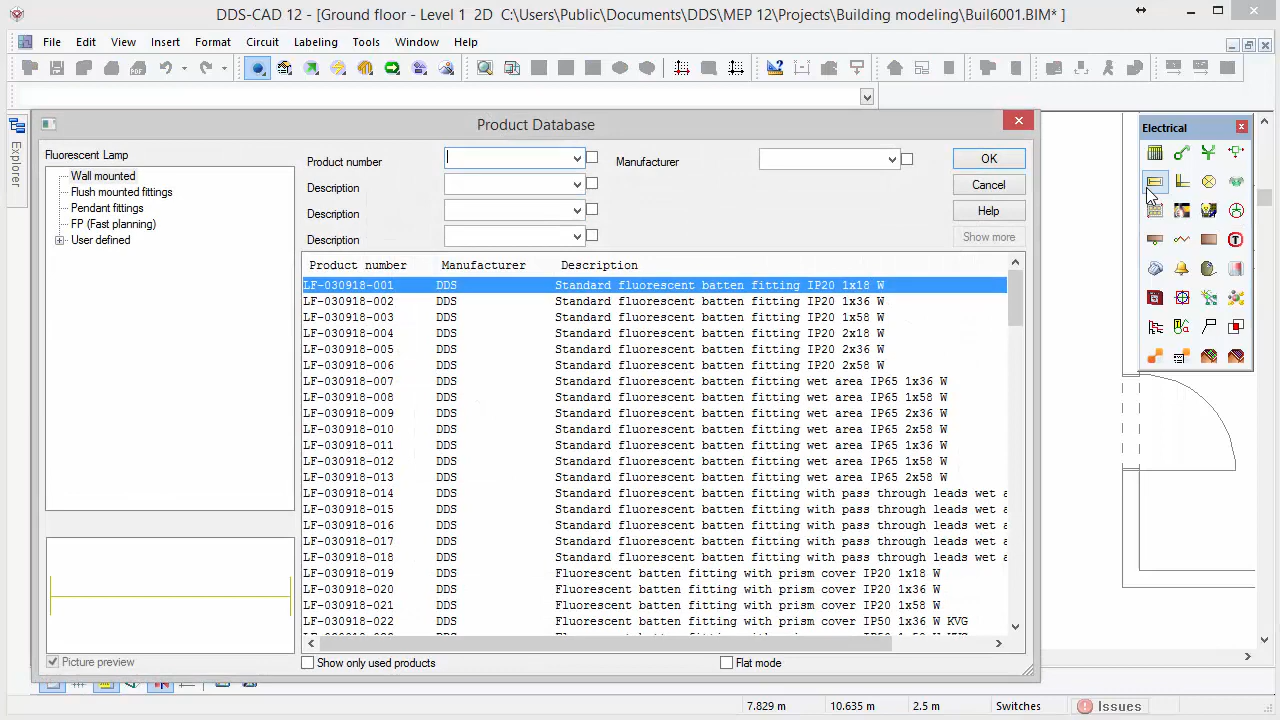 DDS-CAD 12 - [Ground floor - Level 1  2D  C:\Users\Public\Documents\DDS\MEP 12\Projects\Building modeling\Buil6001.BIM* ]
File Edit View Insert Format Circuit Labeling Tools Window Help
Product Database
Electrical
Explorer
Fluorescent Lamp
Wall mounted
Flush mounted fittings
Pendant fittings
FP (Fast planning)
User defined
Product number Manufacturer OK
Description Cancel
Description Help
Description Show more
Product number Manufacturer Description
LF-030918-001 DDS Standard fluorescent batten fitting IP20 1x18 W
LF-030918-002 DDS Standard fluorescent batten fitting IP20 1x36 W
LF-030918-003 DDS Standard fluorescent batten fitting IP20 1x58 W
LF-030918-004 DDS Standard fluorescent batten fitting IP20 2x18 W
LF-030918-005 DDS Standard fluorescent batten fitting IP20 2x36 W
LF-030918-006 DDS Standard fluorescent batten fitting IP20 2x58 W
LF-030918-007 DDS Standard fluorescent batten fitting wet area IP65 1x36 W
LF-030918-008 DDS Standard fluorescent batten fitting wet area IP65 1x58 W
LF-030918-009 DDS Standard fluorescent batten fitting wet area IP65 2x36 W
LF-030918-010 DDS Standard fluorescent batten fitting wet area IP65 2x58 W
LF-030918-011 DDS Standard fluorescent batten fitting wet area IP65 1x36 W
LF-030918-012 DDS Standard fluorescent batten fitting wet area IP65 1x58 W
LF-030918-013 DDS Standard fluorescent batten fitting wet area IP65 2x58 W
LF-030918-014 DDS Standard fluorescent batten fitting with pass through leads wet a
LF-030918-015 DDS Standard fluorescent batten fitting with pass through leads wet a
LF-030918-016 DDS Standard fluorescent batten fitting with pass through leads wet a
LF-030918-017 DDS Standard fluorescent batten fitting with pass through leads wet a
LF-030918-018 DDS Standard fluorescent batten fitting with pass through leads wet a
LF-030918-019 DDS Fluorescent batten fitting with prism cover IP20 1x18 W
LF-030918-020 DDS Fluorescent batten fitting with prism cover IP20 1x36 W
LF-030918-021 DDS Fluorescent batten fitting with prism cover IP20 1x58 W
LF-030918-022 DDS Fluorescent batten fitting with prism cover IP50 1x36 W KVG
Picture preview Show only used products Flat mode
7.829 m 10.635 m 2.5 m Switches Issues